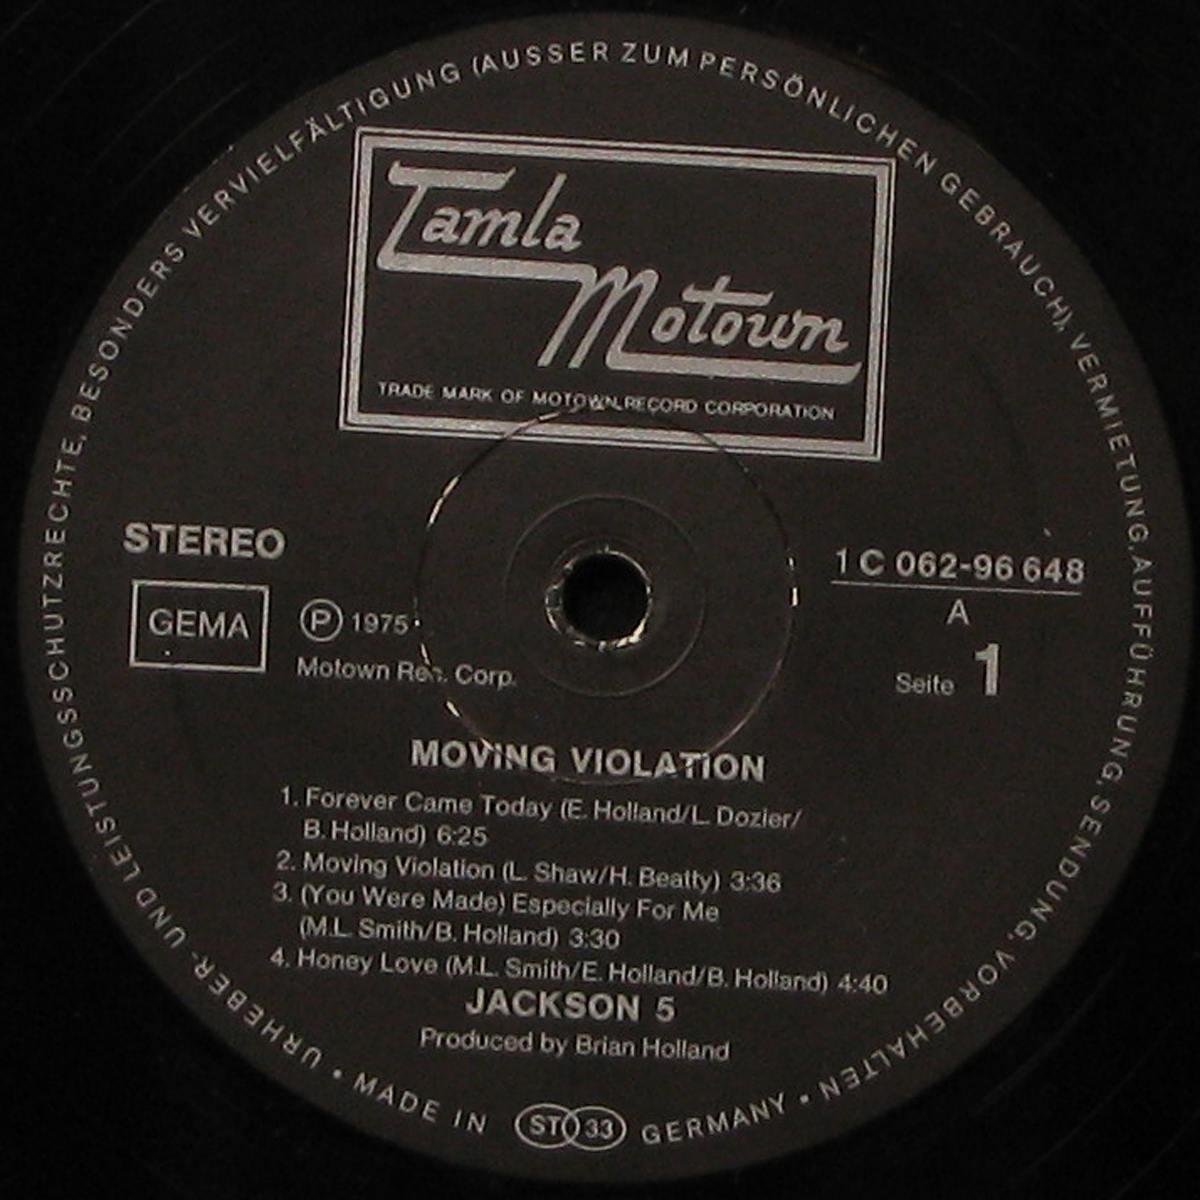 URHEBER- UND LEISTUNGSSCHUTZRECHTE, BESONDERS VERVIELFÄLTIGUNG (AUSSER ZUM PERSÖNLICHEN GEBRAUCH), VERMIETUNG, AUFFÜHRUNG, SENDUNG, VORBEHALTEN •
Tamla
Motown
TRADE MARK OF MOTOWN RECORD CORPORATION
STEREO
GEMA
Ⓟ 1975
Motown Rec. Corp.
1 C 062-96 648
A
Seite 1
MOVING VIOLATION
1. Forever Came Today (E. Holland/L. Dozier/
B. Holland) 6:25
2. Moving Violation (L. Shaw/H. Beatty) 3:36
3. (You Were Made) Especially For Me
(M.L. Smith/B. Holland) 3:30
4. Honey Love (M.L. Smith/E. Holland/B. Holland) 4:40
JACKSON 5
Produced by Brian Holland
• MADE IN ST 33 GERMANY •